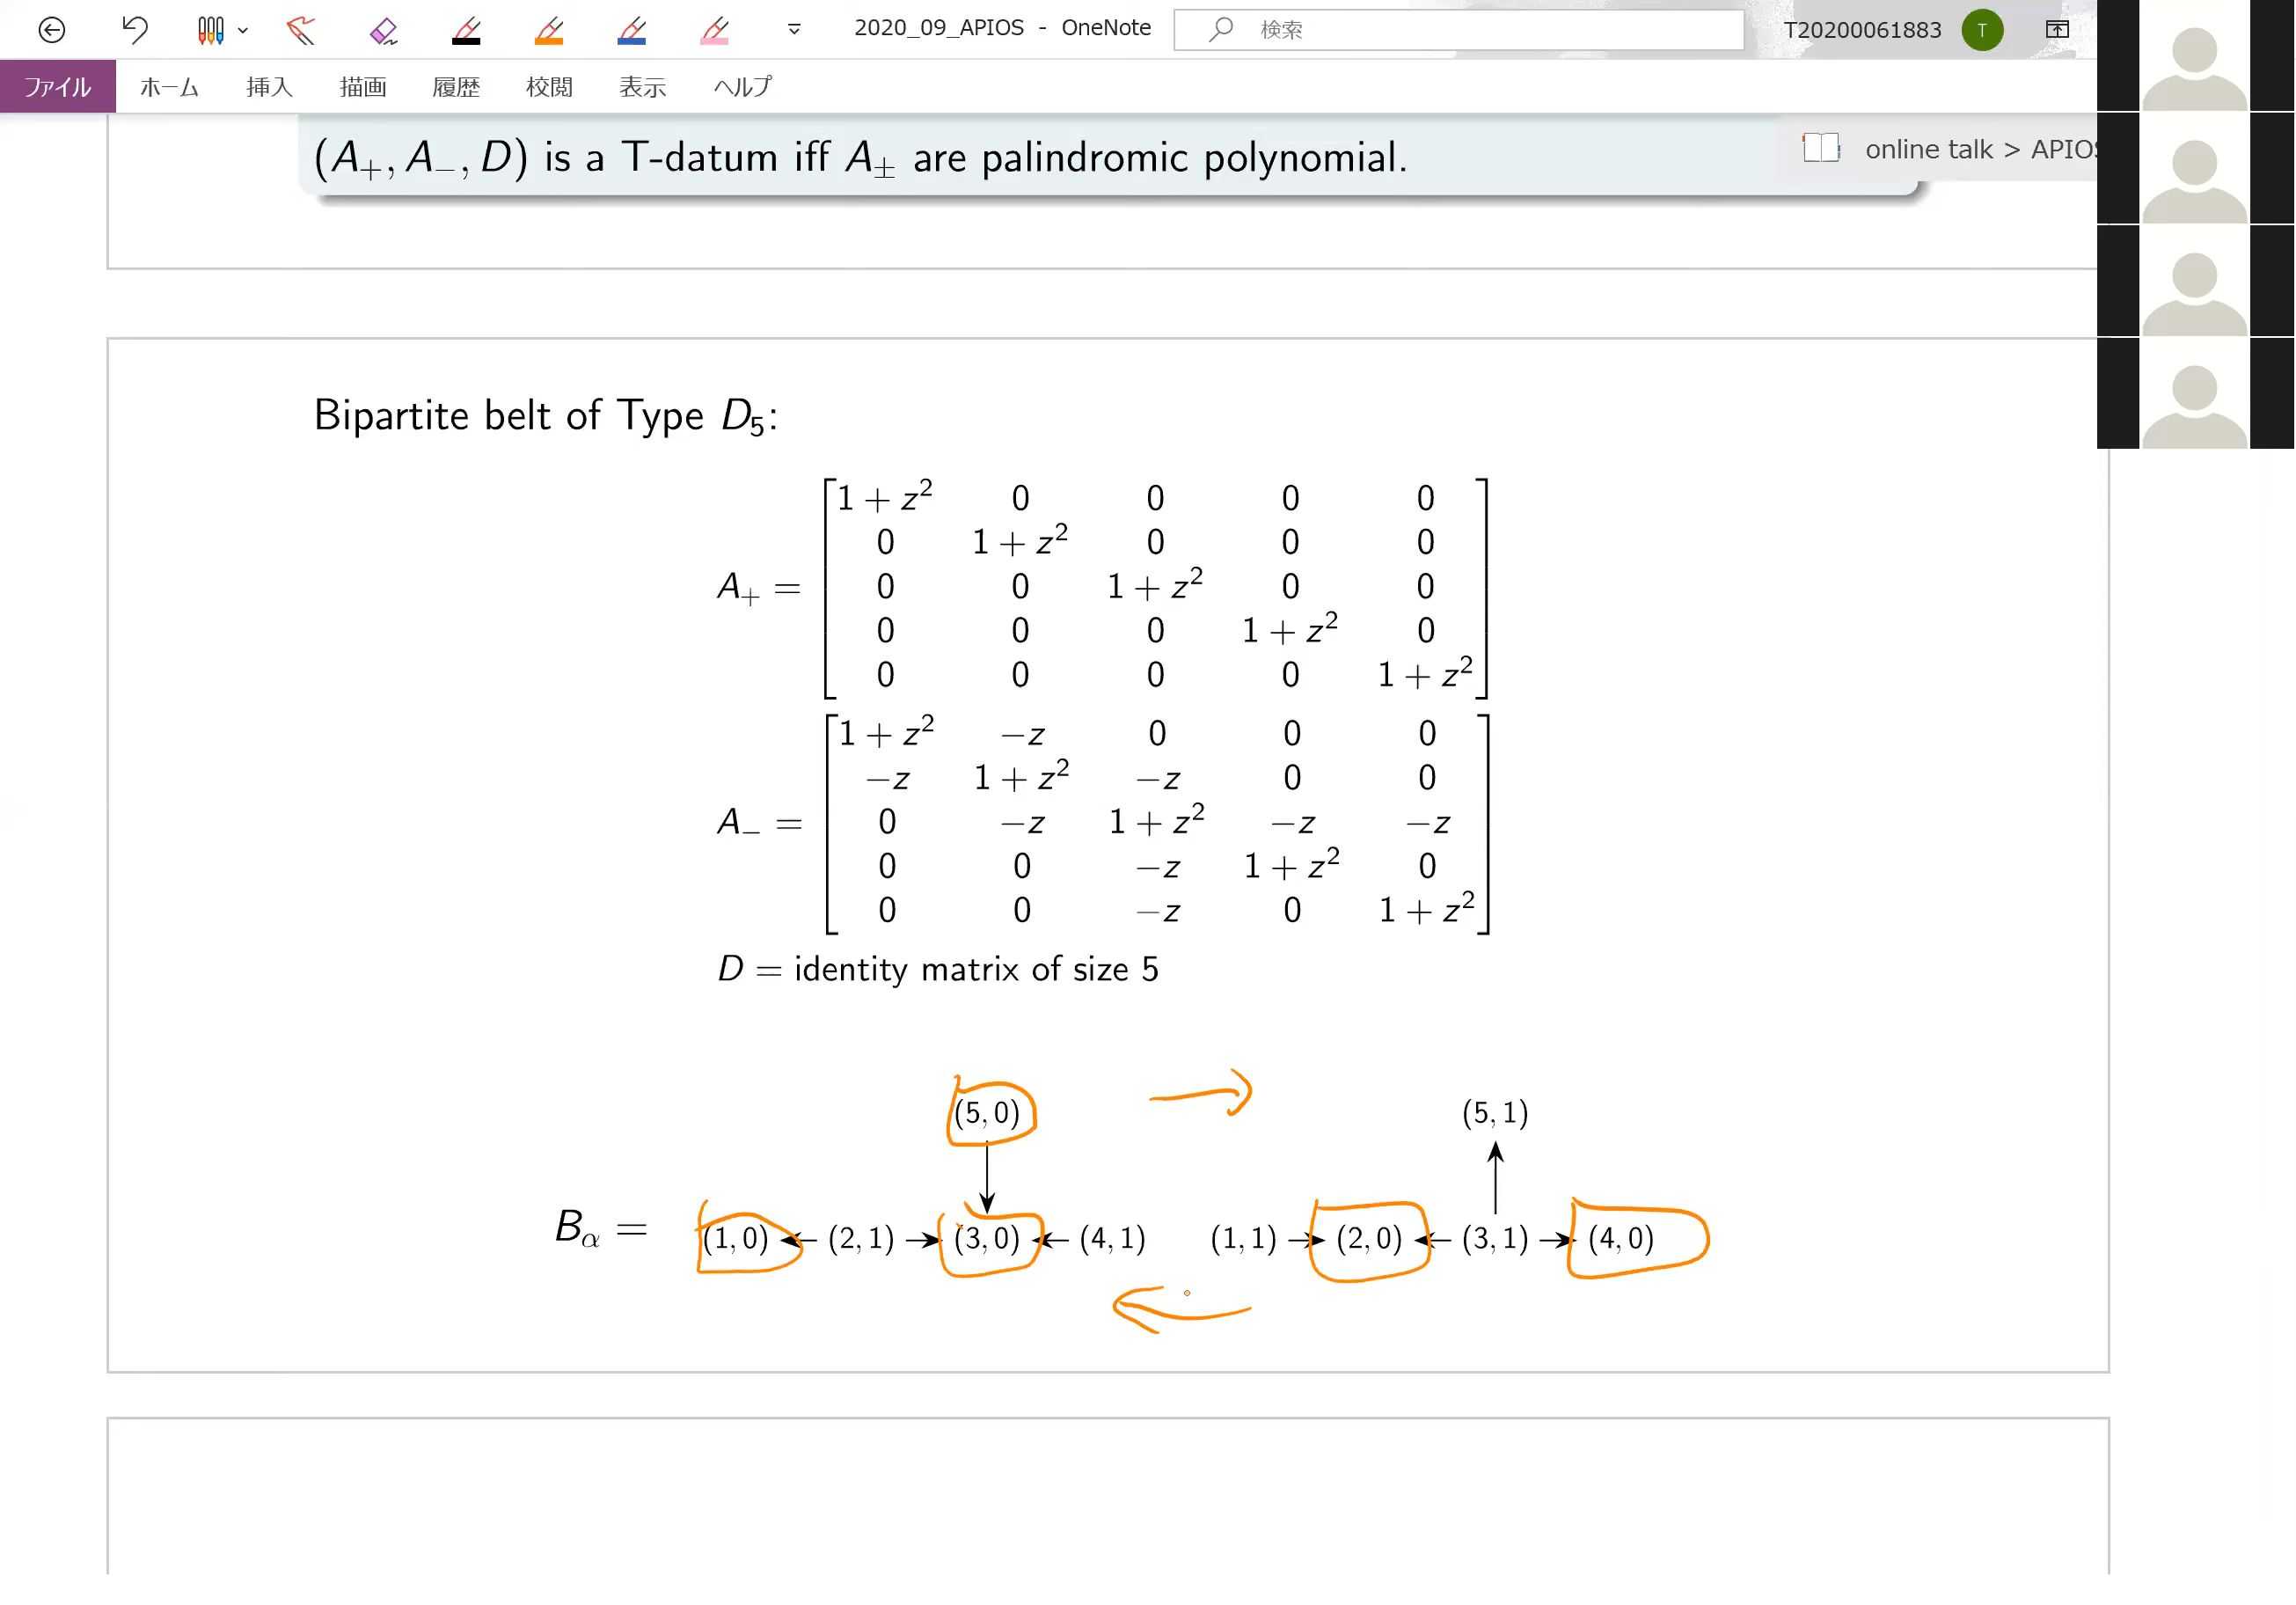 2020_09_APIOS - OneNote
検索
T20200061883
T
ファイル ホーム 挿入 描画 履歴 校閲 表示 ヘルプ
(A₊, A₋, D) is a T-datum iff A± are palindromic polynomial.
online talk > APIOS
Bipartite belt of Type D₅:
A₊ =
1 + z² 0 0 0 0
0 1 + z² 0 0 0
0 0 1 + z² 0 0
0 0 0 1 + z² 0
0 0 0 0 1 + z²
A₋ =
1 + z² −z 0 0 0
−z 1 + z² −z 0 0
0 −z 1 + z² −z −z
0 0 −z 1 + z² 0
0 0 −z 0 1 + z²
D = identity matrix of size 5
(5, 0) (5, 1)
Bα = (1, 0) ← (2, 1) → (3, 0) ← (4, 1) (1, 1) → (2, 0) ← (3, 1) → (4, 0)